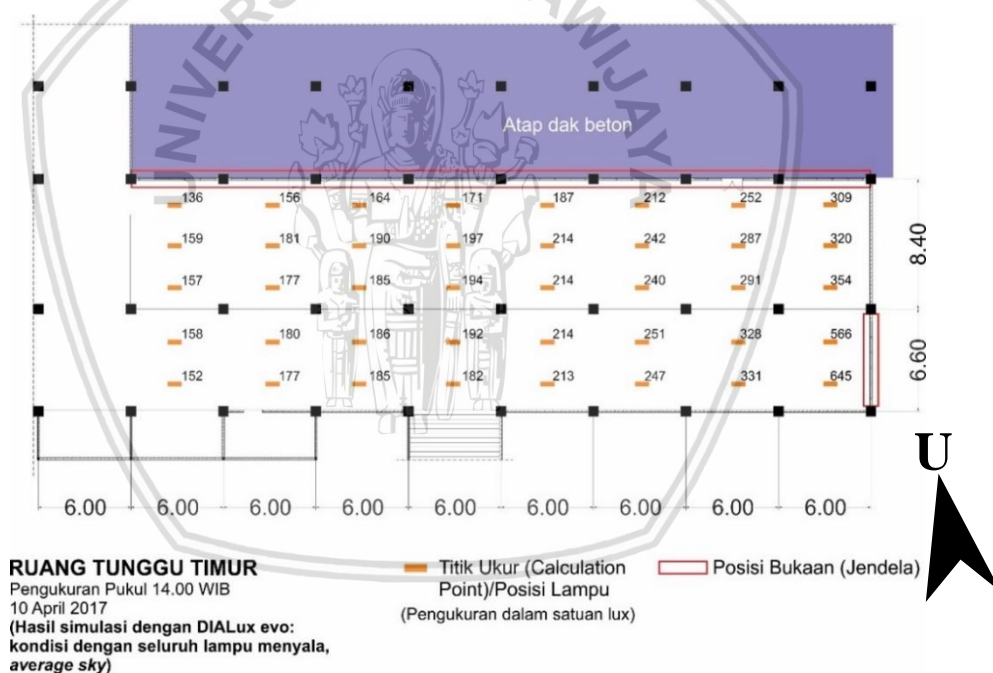 UNIVERSITAS BRAWIJAYA
Atap dak beton
136 156 164 171 187 212 252 309
159 181 190 197 214 242 287 320
157 177 185 194 214 240 291 354
8.40
158 180 186 192 214 251 328 566
152 177 185 182 213 247 331 645
6.60
U
6.00 6.00 6.00 6.00 6.00 6.00 6.00 6.00 6.00
RUANG TUNGGU TIMUR
Pengukuran Pukul 14.00 WIB
10 April 2017
(Hasil simulasi dengan DIALux evo:
kondisi dengan seluruh lampu menyala,
average sky)
Titik Ukur (Calculation
Point)/Posisi Lampu
(Pengukuran dalam satuan lux)
Posisi Bukaan (Jendela)